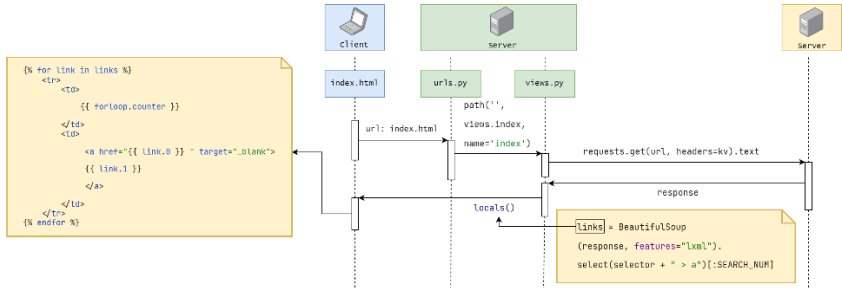 Client
Server
Server
index.html
urls.py
views.py
{% for link in links %}
<tr>
<td>
{{ forloop.counter }}
</td>
<td>
<a href="{{ link.0 }} " target="_blank">
{{ link.1 }}
</a>
</td>
</tr>
{% endfor %}
url: index.html
path('',
views.index,
name='index')
requests.get(url, headers=kv).text
response
locals()
links = BeautifulSoup
(response, features="lxml").
select(selector + " > a")[:SEARCH_NUM]